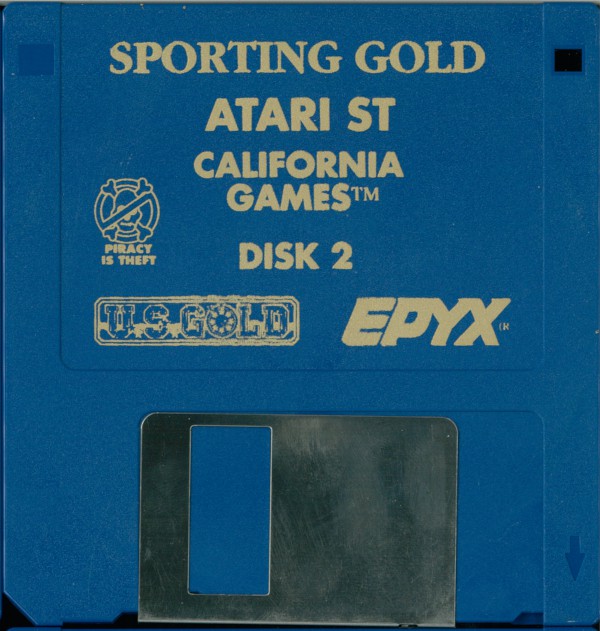 SPORTING GOLD
ATARI ST
CALIFORNIA
GAMES™
PIRACY
IS THEFT
DISK 2
U.S. GOLD
EPYX®